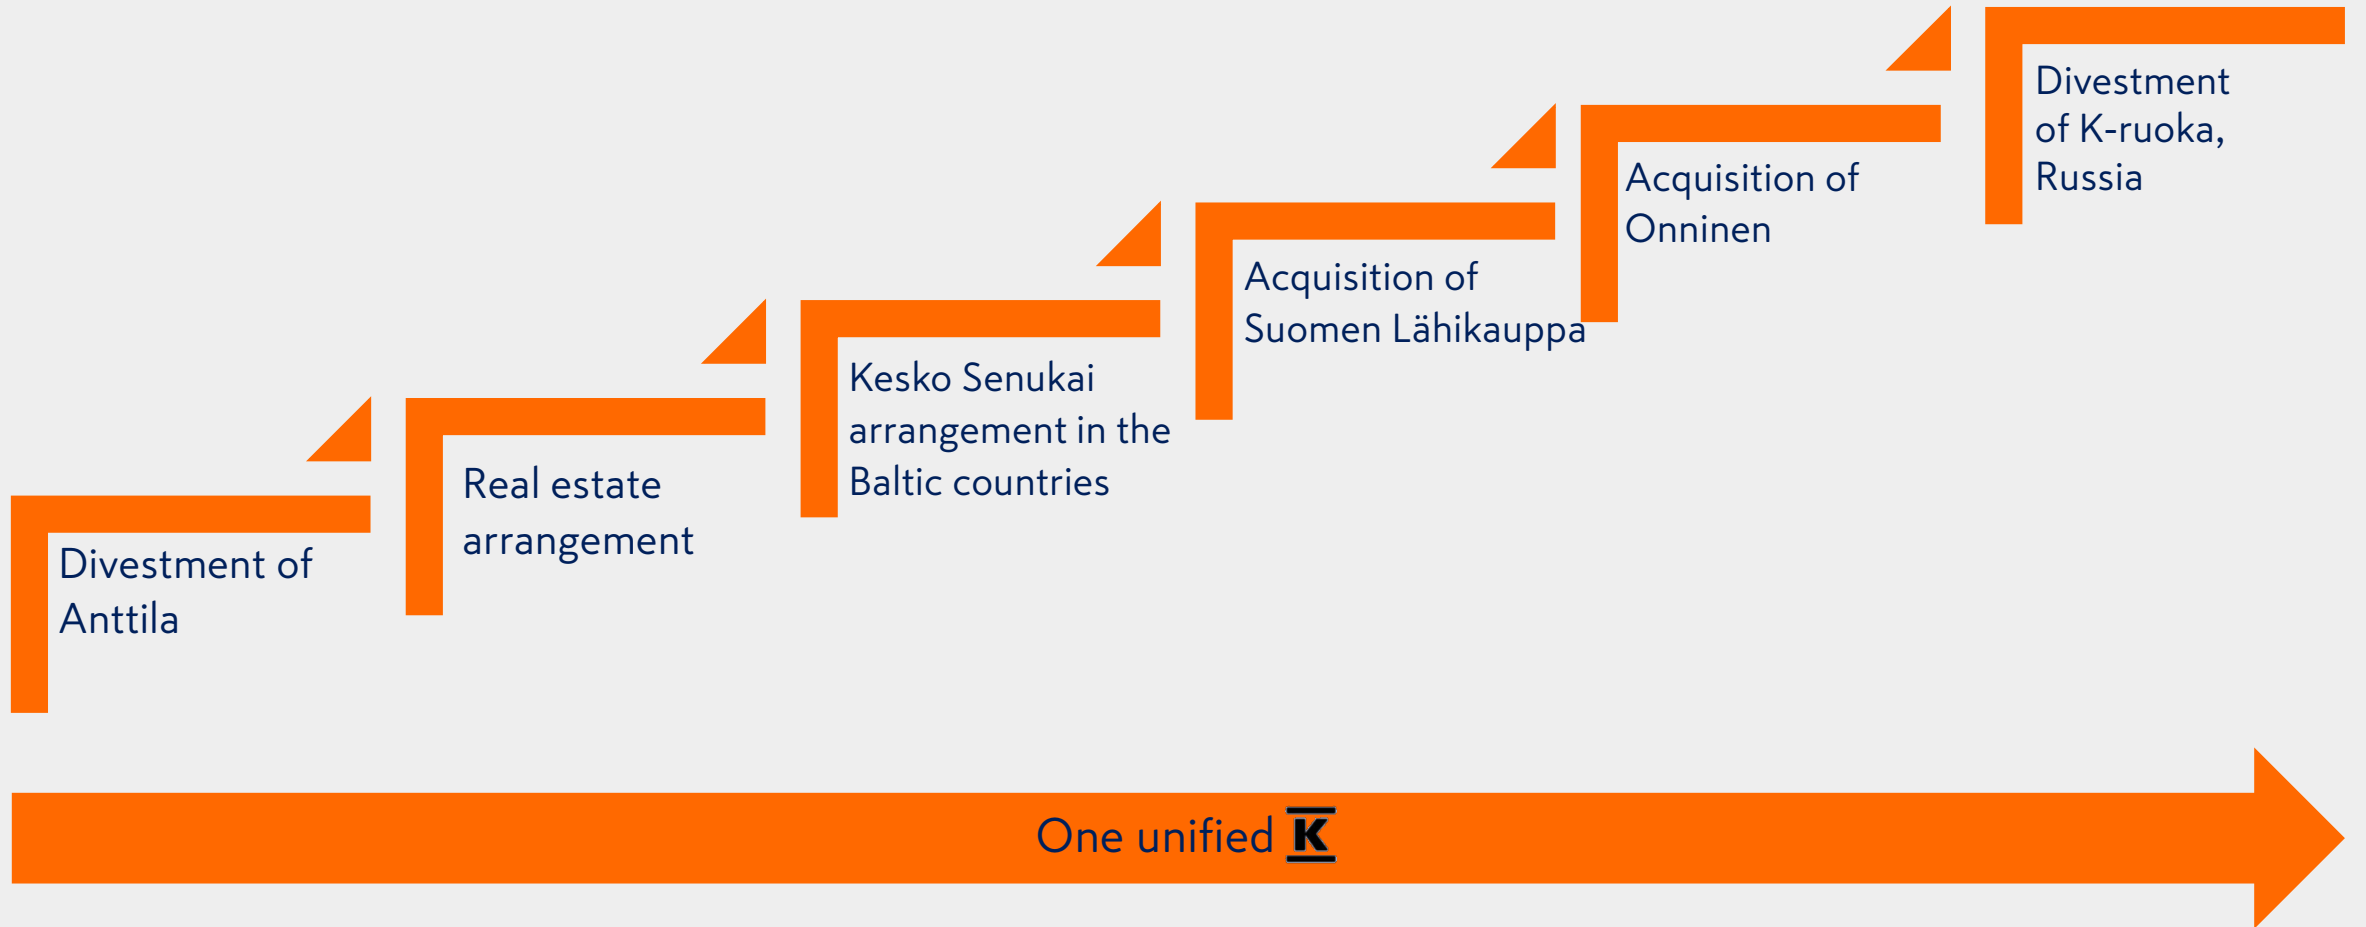 Divestment of
Anttila
Real estate
arrangement
Kesko Senukai
arrangement in the
Baltic countries
Acquisition of
Suomen Lähikauppa
Acquisition of
Onninen
Divestment
of K-ruoka,
Russia
One unified K